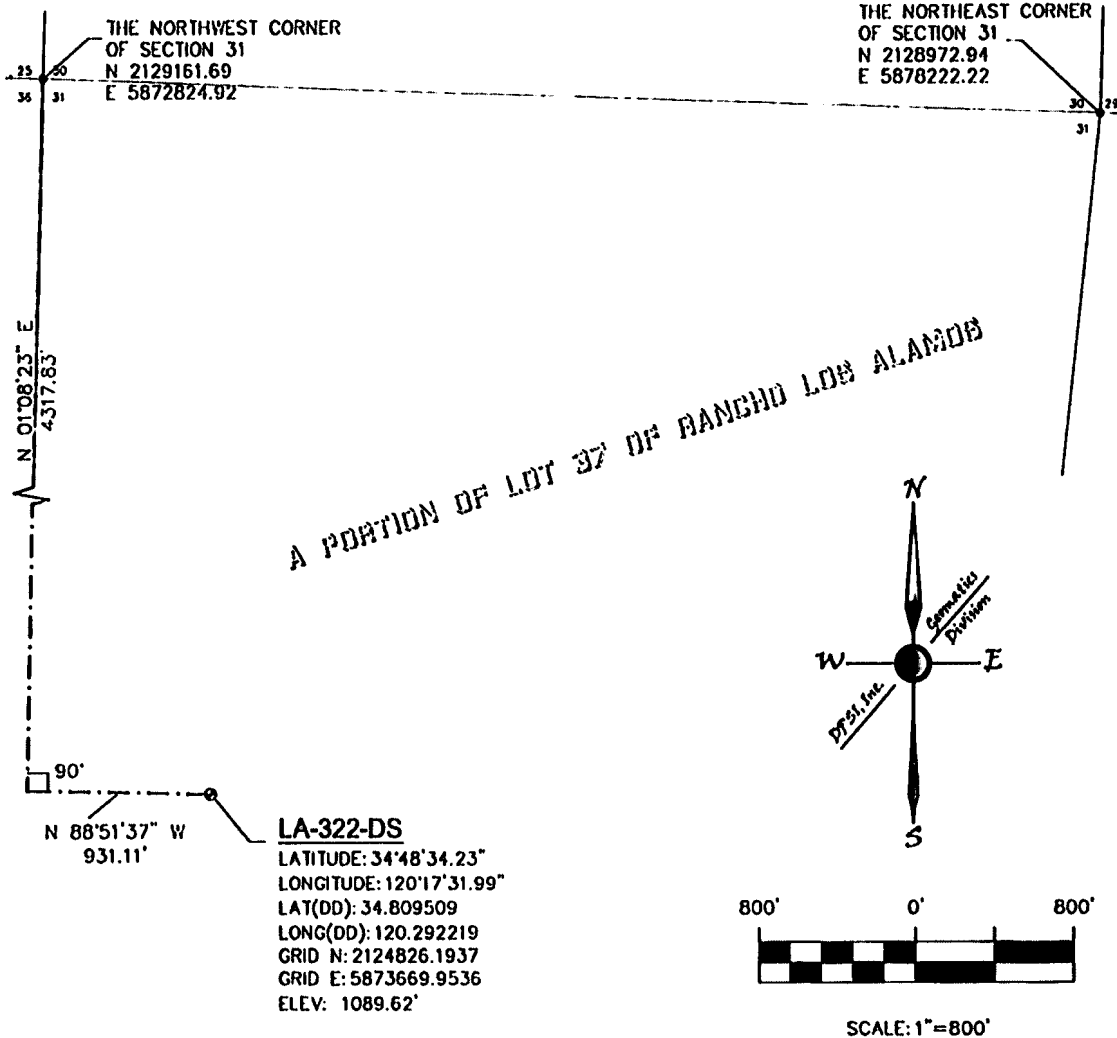 THE NORTHWEST CORNER
OF SECTION 31
N 2129161.69
E 5872824.92
THE NORTHEAST CORNER
OF SECTION 31
N 2128972.94
E 5878222.22
25 30
36 31
30 29
31
N 01°08'23" E
4317.83'
A PORTION OF LOT 37 OF RANCHO LOS ALAMOS
N
W E
S
Geomatics
Division
DFSI, Inc.
90°
N 88°51'37" W
931.11'
LA-322-DS
LATITUDE: 34°48'34.23"
LONGITUDE: 120°17'31.99"
LAT(DD): 34.809509
LONG(DD): 120.292219
GRID N: 2124826.1937
GRID E: 5873669.9536
ELEV: 1089.62'
800' 0' 800'
SCALE: 1"=800'